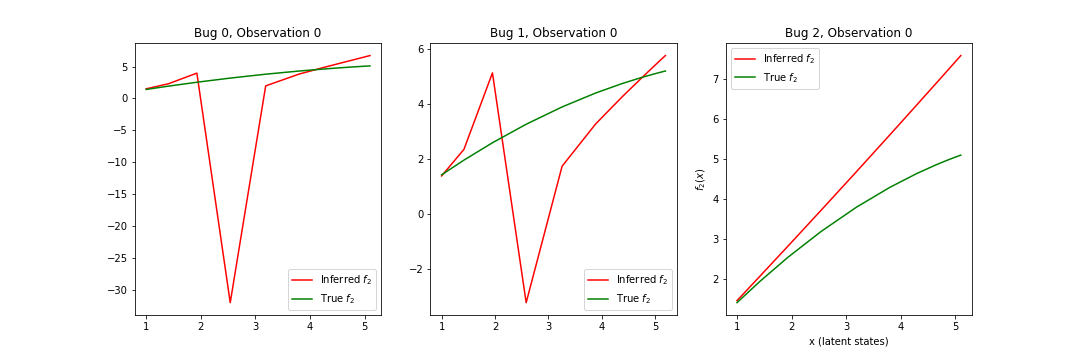 Bug 0, Observation 0
5
0
−5
−10
−15
−20
−25
−30
1 2 3 4 5
Inferred f₂
True f₂
Bug 1, Observation 0
6
4
2
0
−2
1 2 3 4 5
Inferred f₂
True f₂
Bug 2, Observation 0
f₂(x)
7
6
5
4
3
2
1 2 3 4 5
x (latent states)
Inferred f₂
True f₂